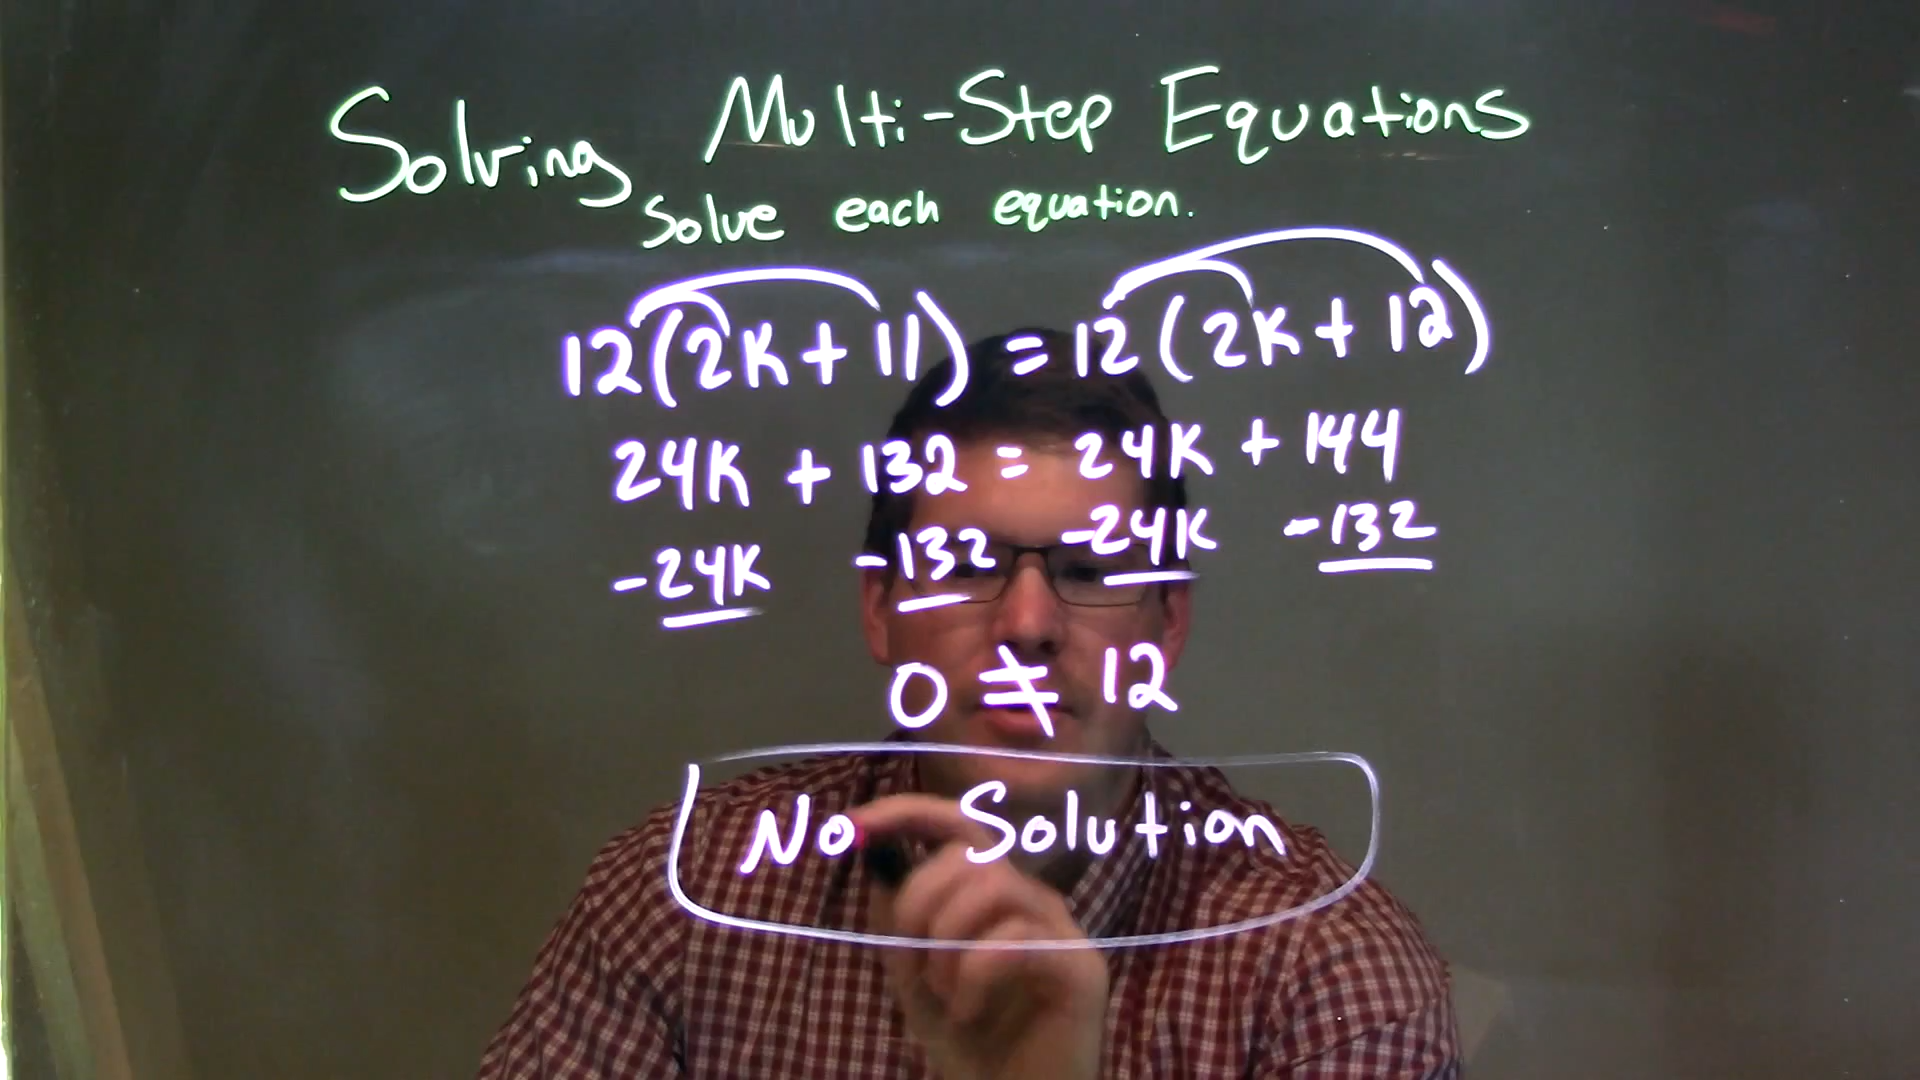 Solving Multi-Step Equations
Solve each equation.
12(2K+11) = 12(2K+12)
24K + 132 = 24K + 144
-24K -132 -24K -132
0 ≠ 12
No Solution